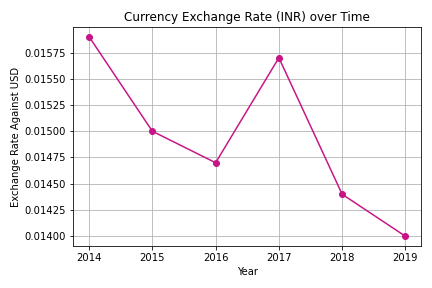 Currency Exchange Rate (INR) over Time
Exchange Rate Against USD
0.01575
0.01550
0.01525
0.01500
0.01475
0.01450
0.01425
0.01400
2014 2015 2016 2017 2018 2019
Year